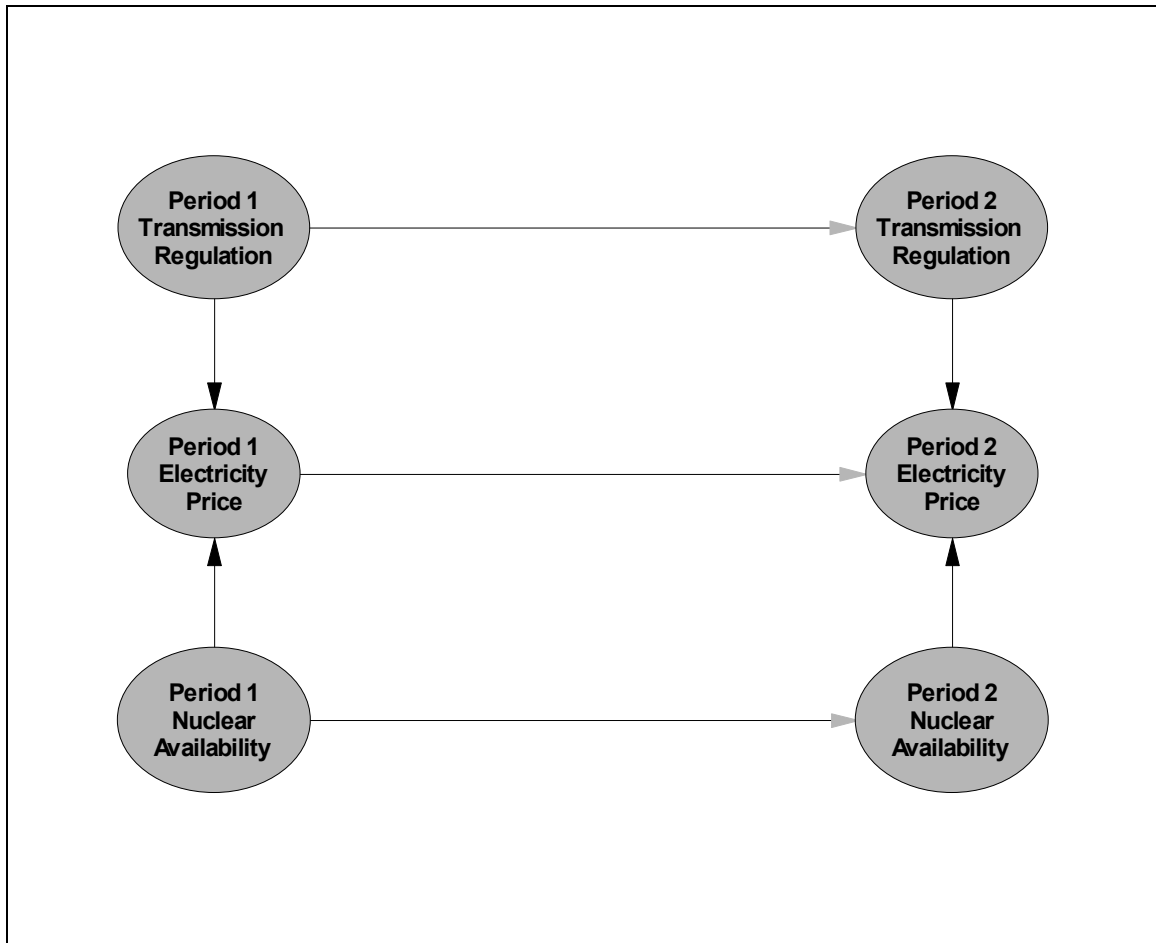 Period 1
Transmission
Regulation
Period 2
Transmission
Regulation
Period 1
Electricity
Price
Period 2
Electricity
Price
Period 1
Nuclear
Availability
Period 2
Nuclear
Availability